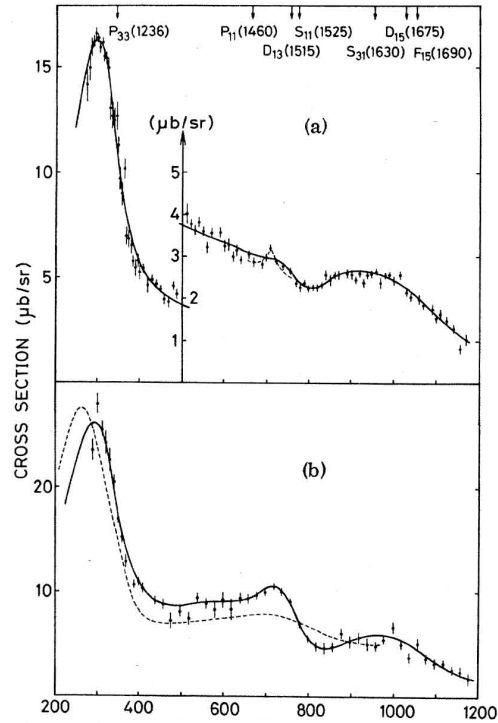 P33(1236) P11(1460) S11(1525) D15(1675)
D13(1515) S31(1630) F15(1690)
15
10
5
(μb/sr)
5
4
3
2
1
(a)
CROSS SECTION (μb/sr)
20
10
(b)
200 400 600 800 1000 1200